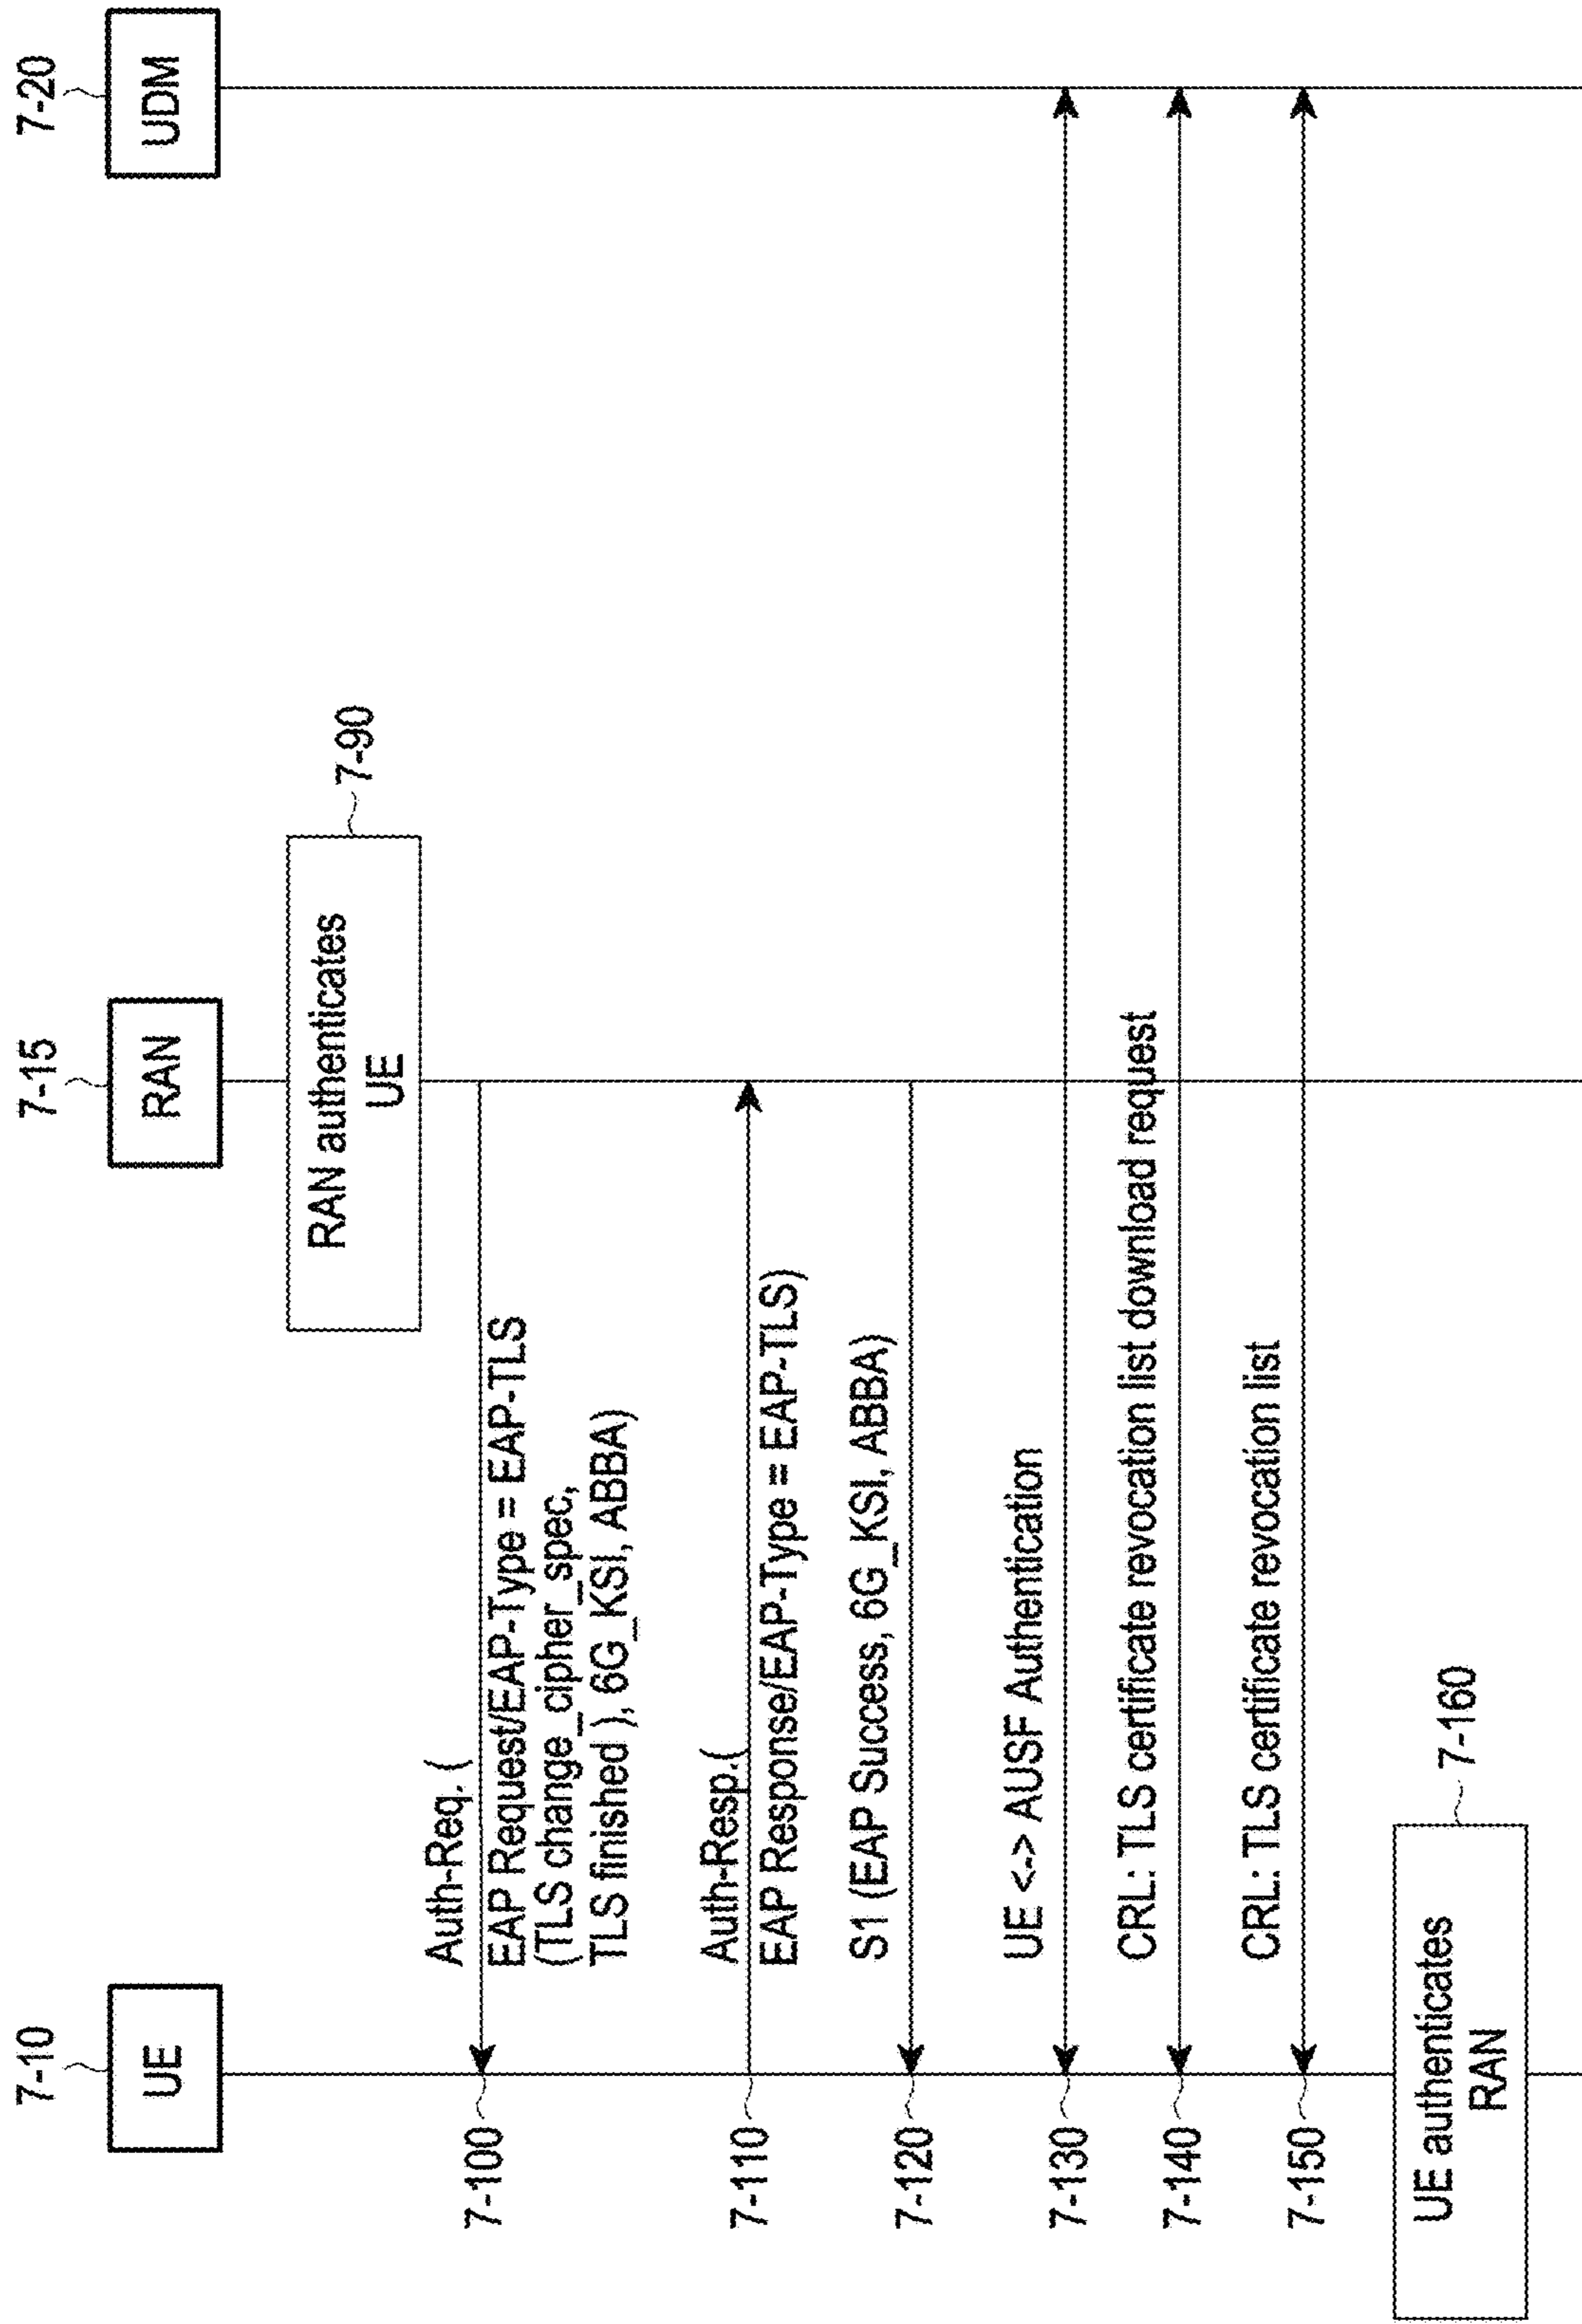 7-10
7-15
7-20
UE
RAN
UDM
RAN authenticates
UE
7-90
Auth-Req. (
EAP Request/EAP-Type = EAP-TLS
(TLS change_cipher_spec,
TLS finished ), 6G_KSI, ABBA)
7-100
Auth-Resp.(
EAP Response/EAP-Type = EAP-TLS)
7-110
S1 (EAP Success, 6G_KSI, ABBA)
7-120
UE <-> AUSF Authentication
7-130
CRL: TLS certificate revocation list download request
7-140
CRL: TLS certificate revocation list
7-150
UE authenticates
RAN
7-160